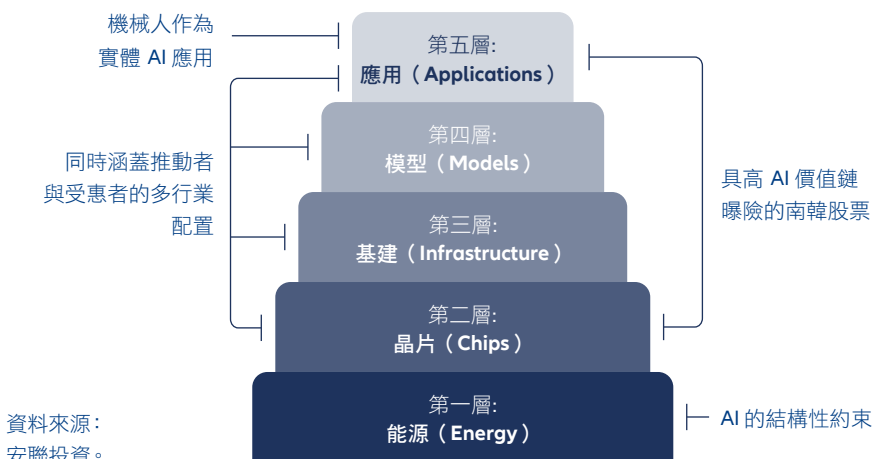 機械人作為
實體 AI 應用
第五層:
應用（Applications）
第四層:
模型（Models）
同時涵蓋推動者
與受惠者的多行業
配置
具高 AI 價值鏈
曝險的南韓股票
第三層:
基建（Infrastructure）
第二層:
晶片（Chips）
第一層:
能源（Energy）
AI 的結構性約束
資料來源：
安聯投資。